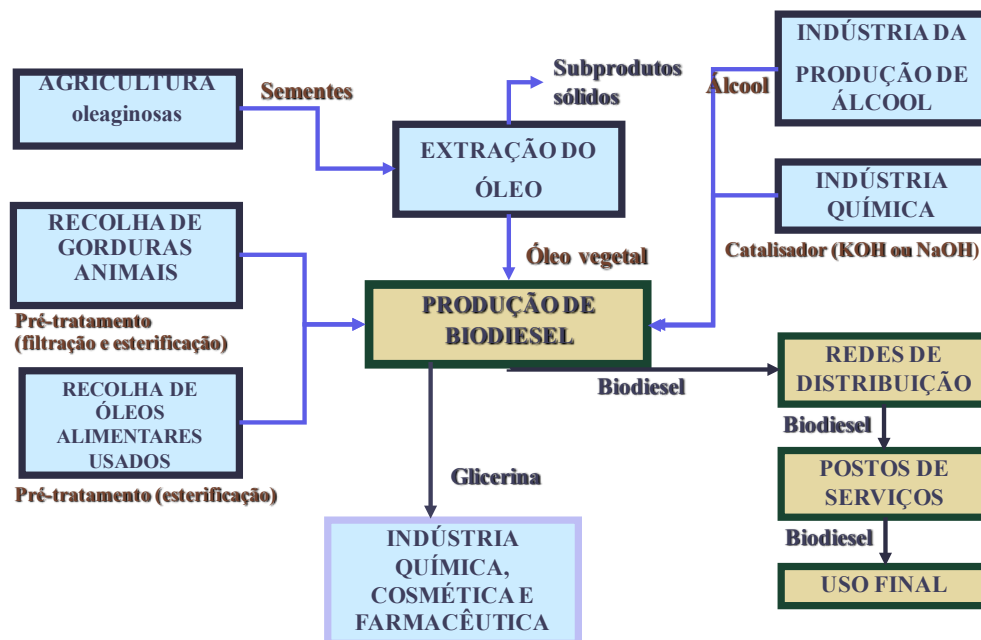 AGRICULTURA
oleaginosas
Sementes
Subprodutos
sólidos
EXTRAÇÃO DO
ÓLEO
Álcool
INDÚSTRIA DA
PRODUÇÃO DE
ÁLCOOL
INDÚSTRIA
QUÍMICA
Catalisador (KOH ou NaOH)
RECOLHA DE
GORDURAS
ANIMAIS
Pré-tratamento
(filtração e esterificação)
Óleo vegetal
PRODUÇÃO DE
BIODIESEL
RECOLHA DE
ÓLEOS
ALIMENTARES
USADOS
Pré-tratamento (esterificação)
Biodiesel
REDES DE
DISTRIBUIÇÃO
Biodiesel
POSTOS DE
SERVIÇOS
Biodiesel
USO FINAL
Glicerina
INDÚSTRIA
QUÍMICA,
COSMÉTICA E
FARMACÊUTICA